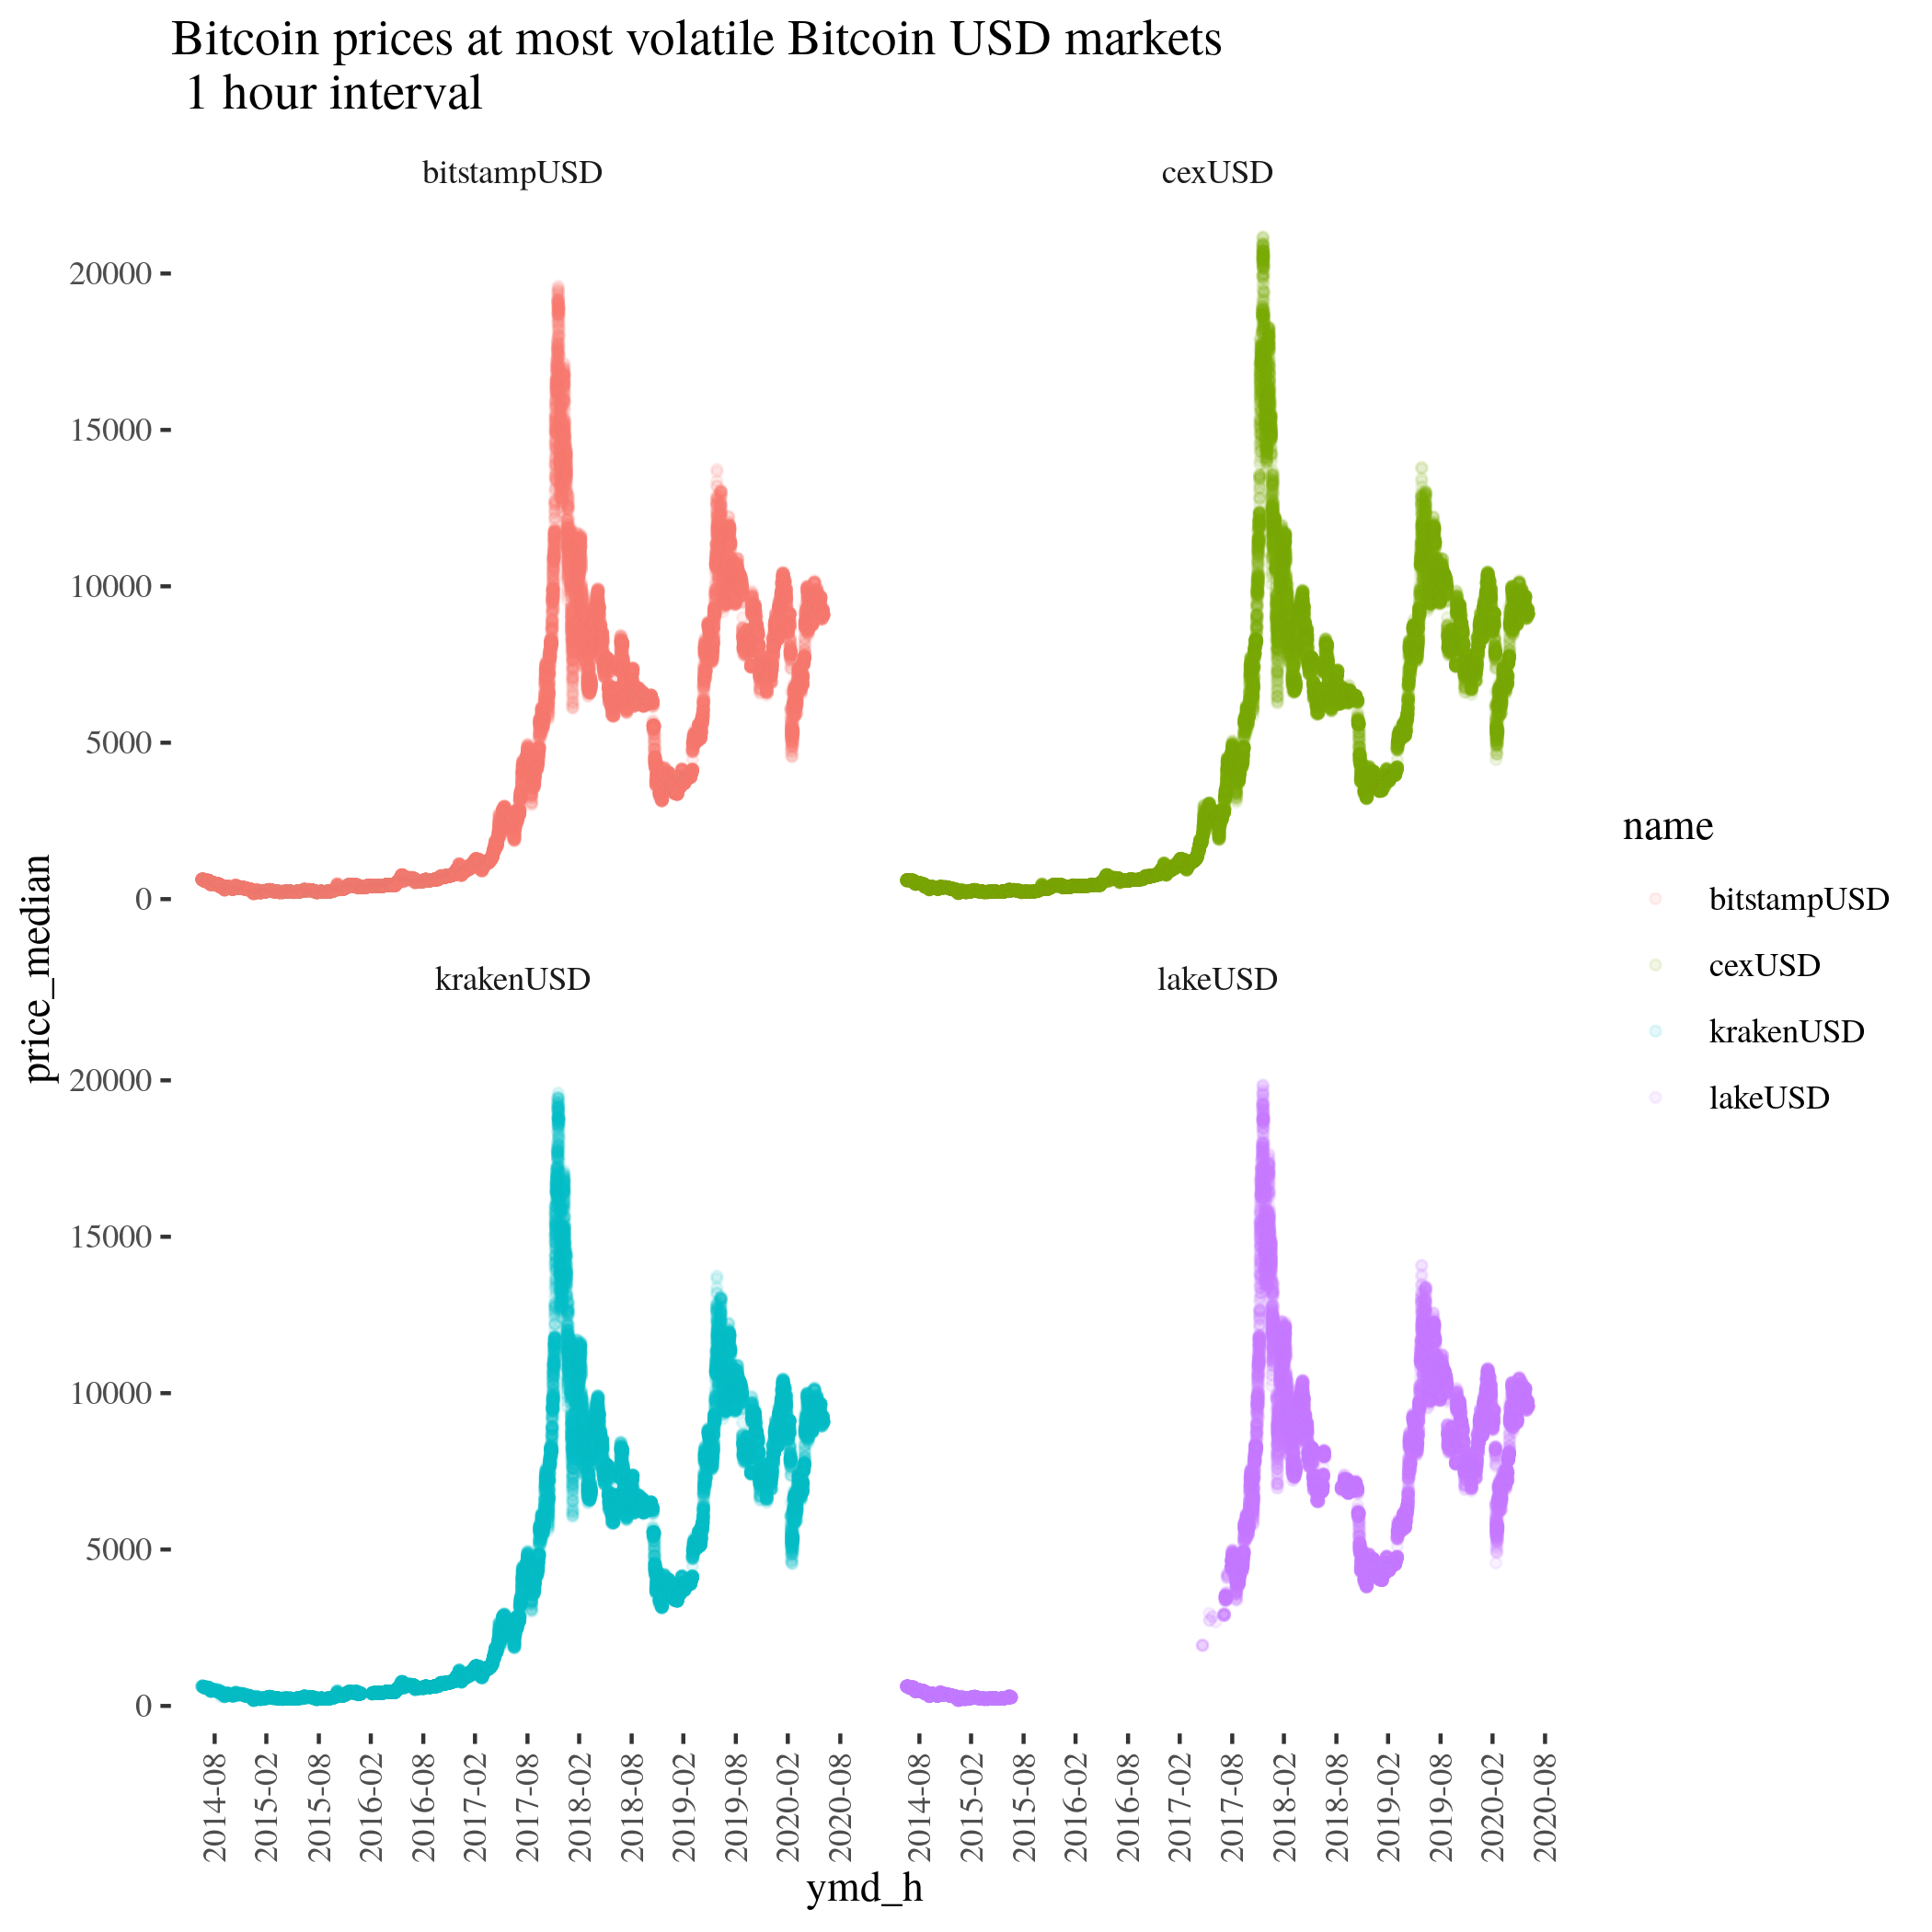 Bitcoin prices at most volatile Bitcoin USD markets
1 hour interval
bitstampUSD
cexUSD
20000
15000
10000
5000
0
krakenUSD
lakeUSD
20000
15000
10000
5000
0
price_median
2014-08
2015-02
2015-08
2016-02
2016-08
2017-02
2017-08
2018-02
2018-08
2019-02
2019-08
2020-02
2020-08
2014-08
2015-02
2015-08
2016-02
2016-08
2017-02
2017-08
2018-02
2018-08
2019-02
2019-08
2020-02
2020-08
ymd_h
name
bitstampUSD
cexUSD
krakenUSD
lakeUSD